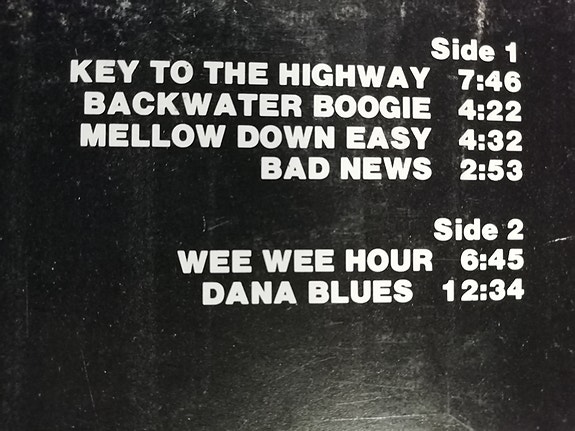 Side 1
KEY TO THE HIGHWAY 7:46
BACKWATER BOOGIE 4:22
MELLOW DOWN EASY 4:32
BAD NEWS 2:53
Side 2
WEE WEE HOUR 6:45
DANA BLUES 12:34